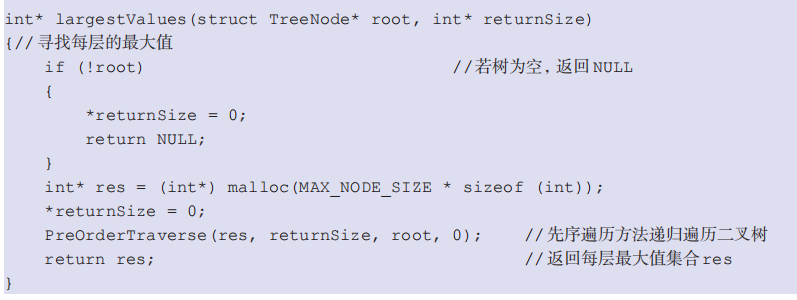 int* largestValues(struct TreeNode* root, int* returnSize)
{//寻找每层的最大值
    if (!root)                              //若树为空，返回NULL
    {
        *returnSize = 0;
        return NULL;
    }
    int* res = (int*) malloc(MAX_NODE_SIZE * sizeof (int));
    *returnSize = 0;
    PreOrderTraverse(res, returnSize, root, 0);    //先序遍历方法递归遍历二叉树
    return res;                                    //返回每层最大值集合res
}